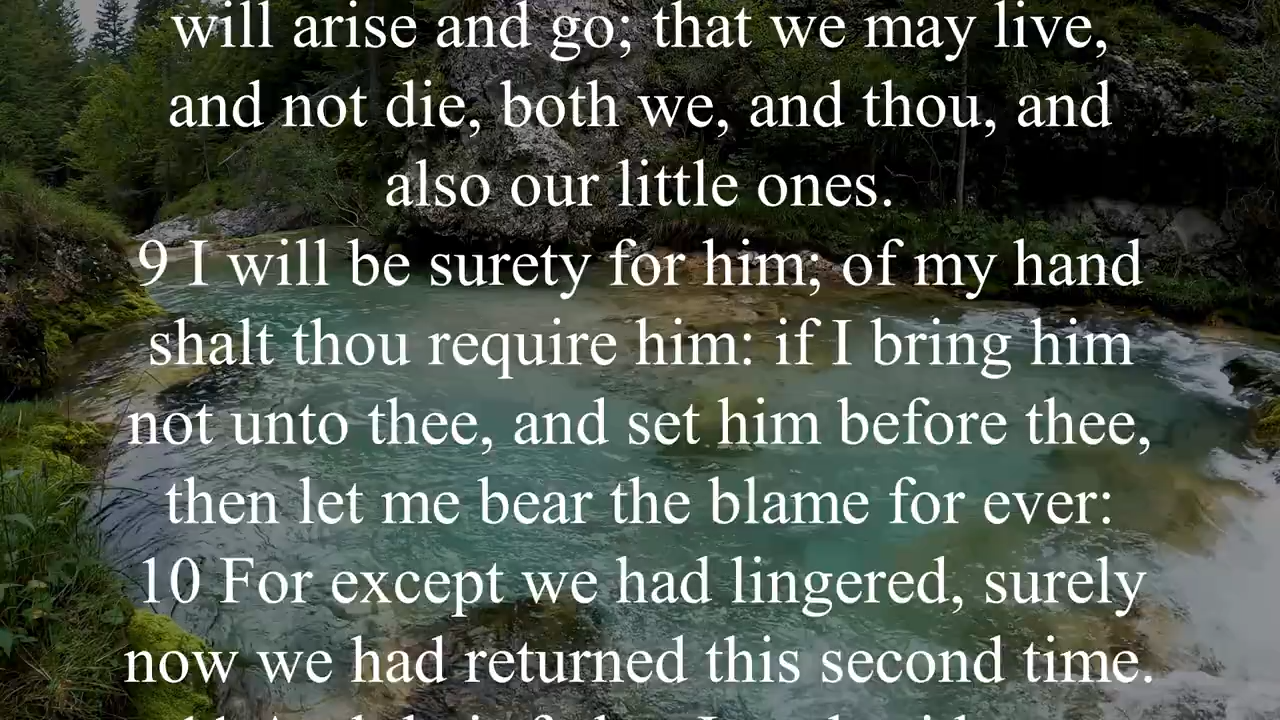 will arise and go; that we may live,
and not die, both we, and thou, and
also our little ones.
9 I will be surety for him; of my hand
shalt thou require him: if I bring him
not unto thee, and set him before thee,
then let me bear the blame for ever:
10 For except we had lingered, surely
now we had returned this second time.